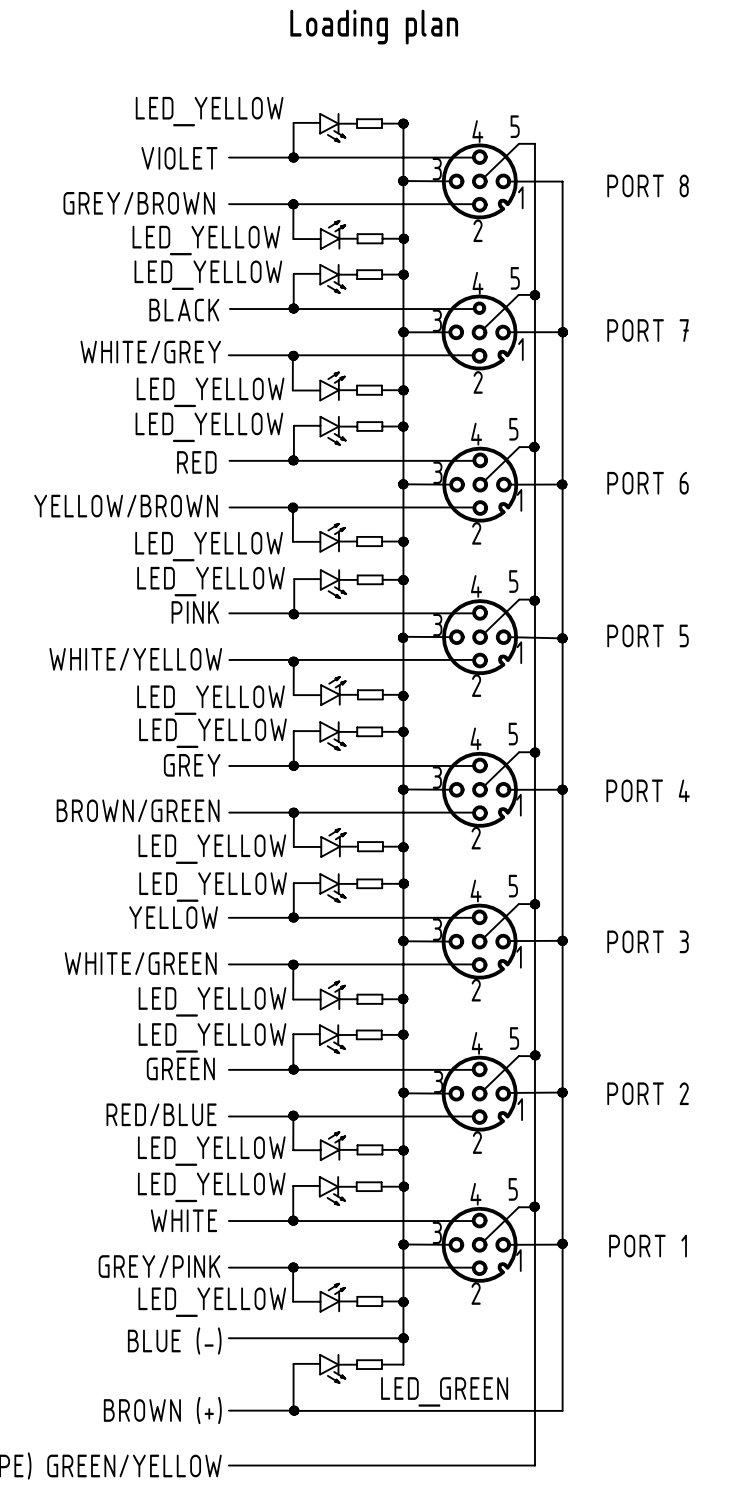 Loading plan
LED_YELLOW
VIOLET
4 5
3
1
2
PORT 8
GREY/BROWN
LED_YELLOW
LED_YELLOW
BLACK
4 5
3
1
2
PORT 7
WHITE/GREY
LED_YELLOW
LED_YELLOW
RED
4 5
3
1
2
PORT 6
YELLOW/BROWN
LED_YELLOW
LED_YELLOW
PINK
4 5
3
1
2
PORT 5
WHITE/YELLOW
LED_YELLOW
LED_YELLOW
GREY
4 5
3
1
2
PORT 4
BROWN/GREEN
LED_YELLOW
LED_YELLOW
YELLOW
4 5
3
1
2
PORT 3
WHITE/GREEN
LED_YELLOW
LED_YELLOW
GREEN
4 5
3
1
2
PORT 2
RED/BLUE
LED_YELLOW
LED_YELLOW
WHITE
4 5
3
1
2
PORT 1
GREY/PINK
LED_YELLOW
BLUE (-)
LED_GREEN
BROWN (+)
PE) GREEN/YELLOW